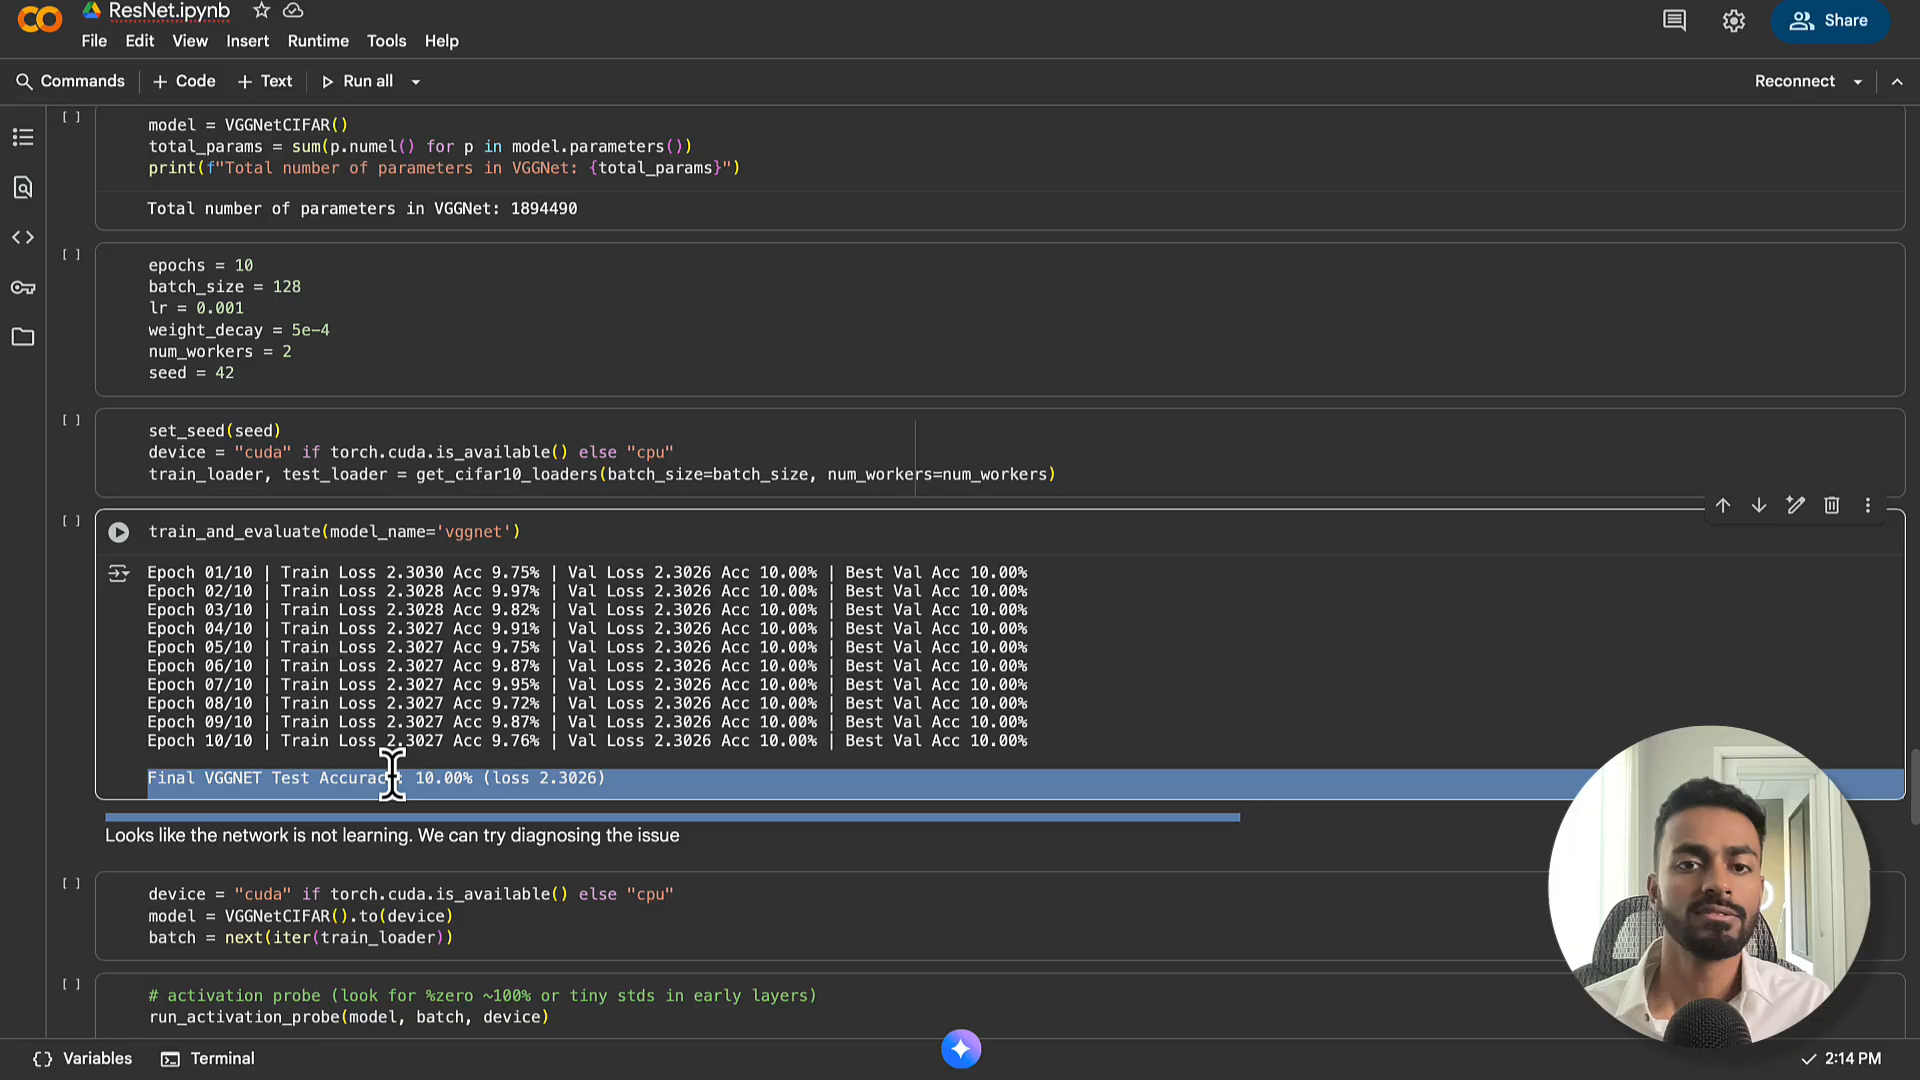 ResNet.ipynb
File Edit View Insert Runtime Tools Help
Share
Commands + Code + Text Run all
Reconnect
[ ]
model = VGGNetCIFAR()
total_params = sum(p.numel() for p in model.parameters())
print(f"Total number of parameters in VGGNet: {total_params}")
Total number of parameters in VGGNet: 1894490
[ ]
epochs = 10
batch_size = 128
lr = 0.001
weight_decay = 5e-4
num_workers = 2
seed = 42
[ ]
set_seed(seed)
device = "cuda" if torch.cuda.is_available() else "cpu"
train_loader, test_loader = get_cifar10_loaders(batch_size=batch_size, num_workers=num_workers)
[ ]
train_and_evaluate(model_name='vggnet')
Epoch 01/10 | Train Loss 2.3030 Acc 9.75% | Val Loss 2.3026 Acc 10.00% | Best Val Acc 10.00%
Epoch 02/10 | Train Loss 2.3028 Acc 9.97% | Val Loss 2.3026 Acc 10.00% | Best Val Acc 10.00%
Epoch 03/10 | Train Loss 2.3028 Acc 9.82% | Val Loss 2.3026 Acc 10.00% | Best Val Acc 10.00%
Epoch 04/10 | Train Loss 2.3027 Acc 9.91% | Val Loss 2.3026 Acc 10.00% | Best Val Acc 10.00%
Epoch 05/10 | Train Loss 2.3027 Acc 9.75% | Val Loss 2.3026 Acc 10.00% | Best Val Acc 10.00%
Epoch 06/10 | Train Loss 2.3027 Acc 9.87% | Val Loss 2.3026 Acc 10.00% | Best Val Acc 10.00%
Epoch 07/10 | Train Loss 2.3027 Acc 9.95% | Val Loss 2.3026 Acc 10.00% | Best Val Acc 10.00%
Epoch 08/10 | Train Loss 2.3027 Acc 9.72% | Val Loss 2.3026 Acc 10.00% | Best Val Acc 10.00%
Epoch 09/10 | Train Loss 2.3027 Acc 9.87% | Val Loss 2.3026 Acc 10.00% | Best Val Acc 10.00%
Epoch 10/10 | Train Loss 2.3027 Acc 9.76% | Val Loss 2.3026 Acc 10.00% | Best Val Acc 10.00%
Final VGGNET Test Accuracy: 10.00% (loss 2.3026)
Looks like the network is not learning. We can try diagnosing the issue
[ ]
device = "cuda" if torch.cuda.is_available() else "cpu"
model = VGGNetCIFAR().to(device)
batch = next(iter(train_loader))
[ ]
# activation probe (look for %zero ~100% or tiny stds in early layers)
run_activation_probe(model, batch, device)
Variables Terminal
2:14 PM